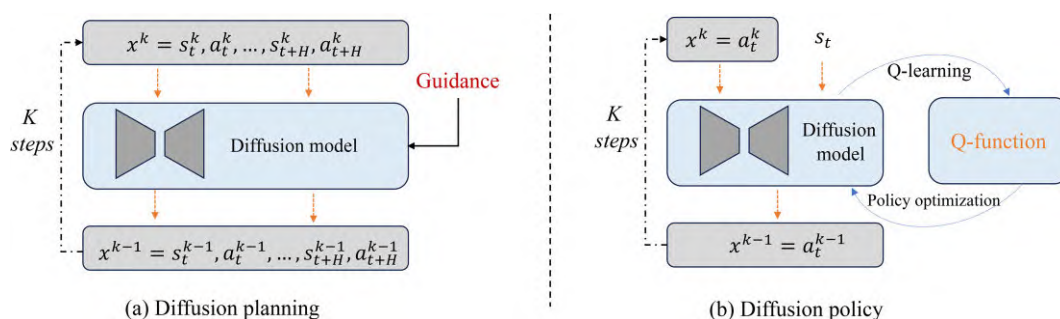 x^k = s_t^k, a_t^k, ..., s_{t+H}^k, a_{t+H}^k
Guidance
K
steps
Diffusion model
x^{k-1} = s_t^{k-1}, a_t^{k-1}, ..., s_{t+H}^{k-1}, a_{t+H}^{k-1}
(a) Diffusion planning
x^k = a_t^k
s_t
Q-learning
K
steps
Diffusion
model
Q-function
Policy optimization
x^{k-1} = a_t^{k-1}
(b) Diffusion policy